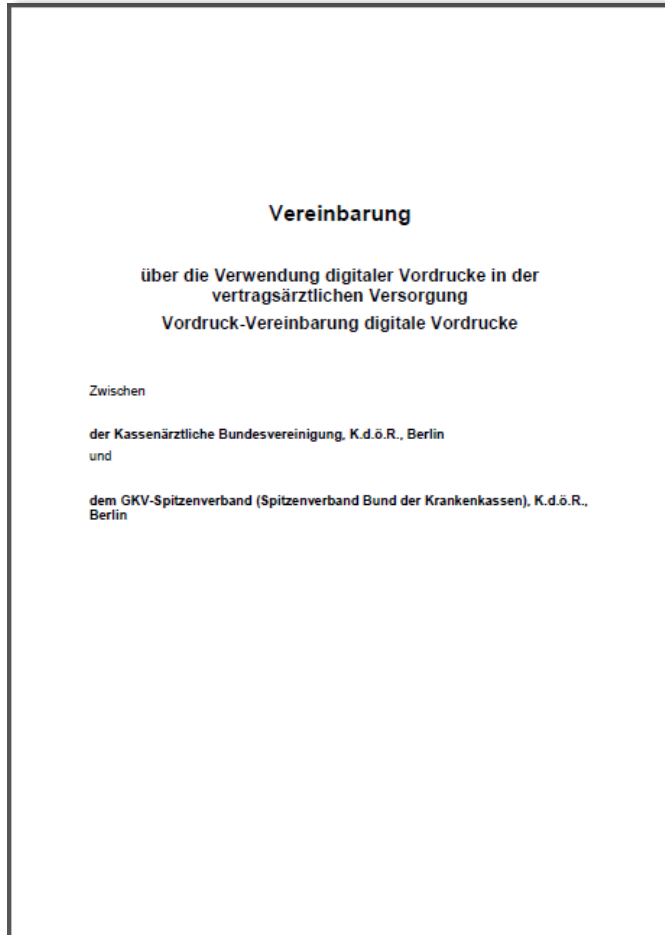 Vereinbarung
über die Verwendung digitaler Vordrucke in der
vertragsärztlichen Versorgung
Vordruck-Vereinbarung digitale Vordrucke
Zwischen
der Kassenärztliche Bundesvereinigung, K.d.ö.R., Berlin
und
dem GKV-Spitzenverband (Spitzenverband Bund der Krankenkassen), K.d.ö.R.,
Berlin